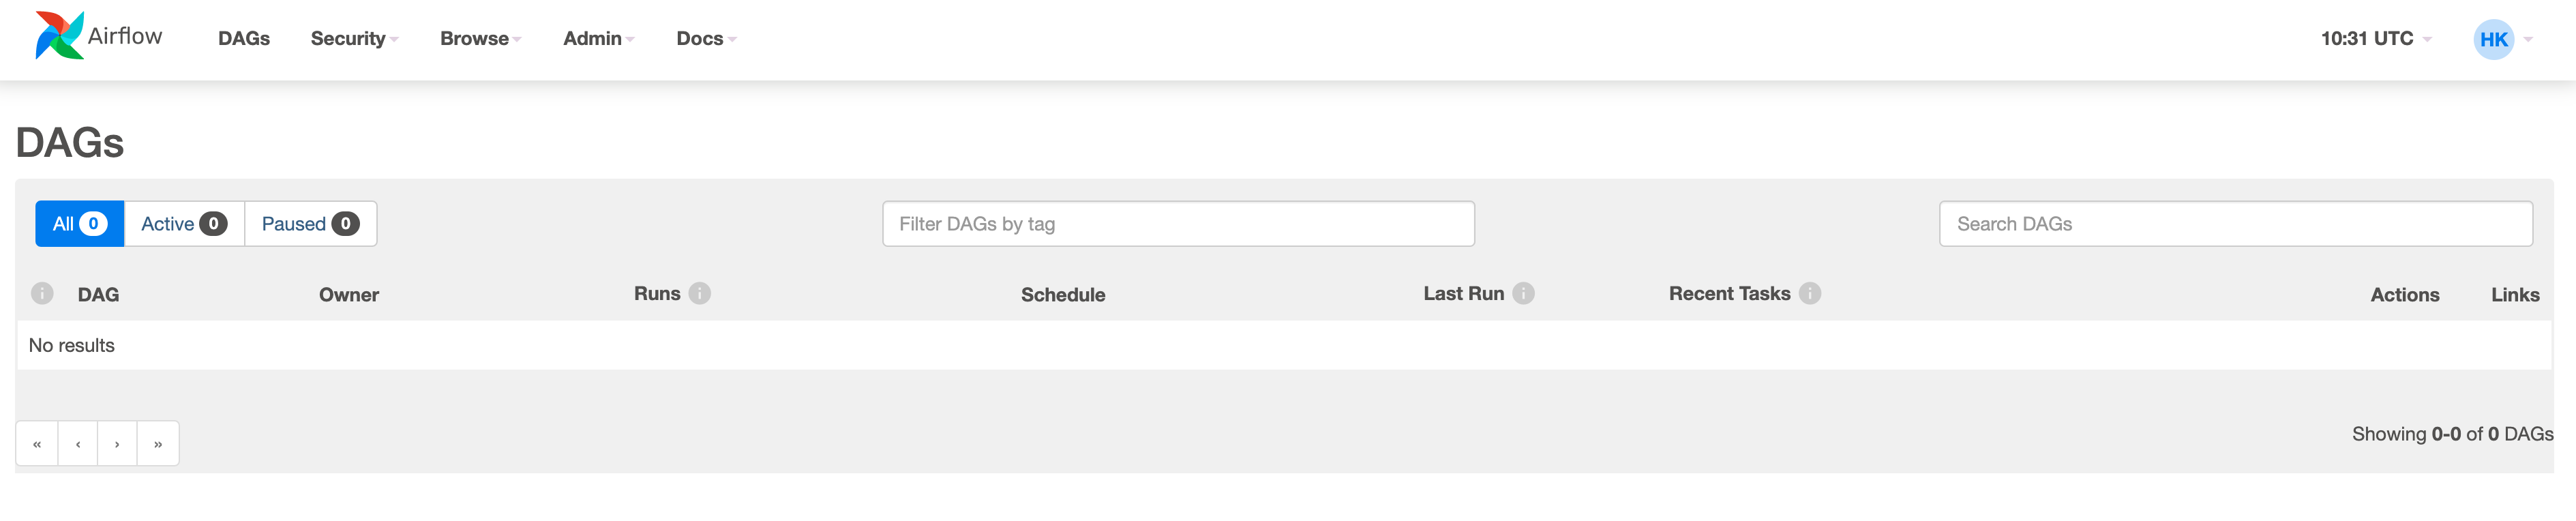 Airflow DAGs Security Browse Admin Docs 10:31 UTC HK
DAGs
All 0 Active 0 Paused 0 Filter DAGs by tag Search DAGs
i DAG Owner Runs i Schedule Last Run i Recent Tasks i Actions Links
No results
« ‹ › » Showing 0-0 of 0 DAGs